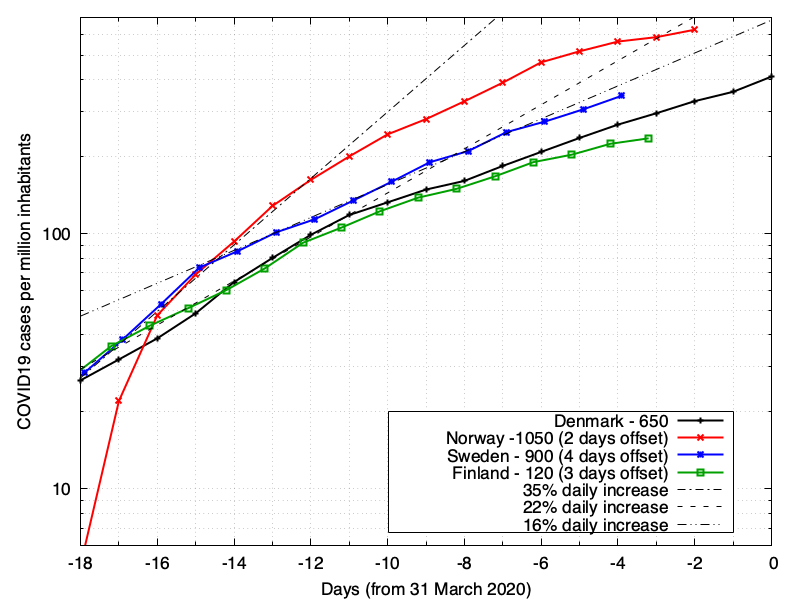 COVID19 cases per million inhabitants
100
10
Denmark - 650
Norway -1050 (2 days offset)
Sweden - 900 (4 days offset)
Finland - 120 (3 days offset)
35% daily increase
22% daily increase
16% daily increase
-18 -16 -14 -12 -10 -8 -6 -4 -2 0
Days (from 31 March 2020)